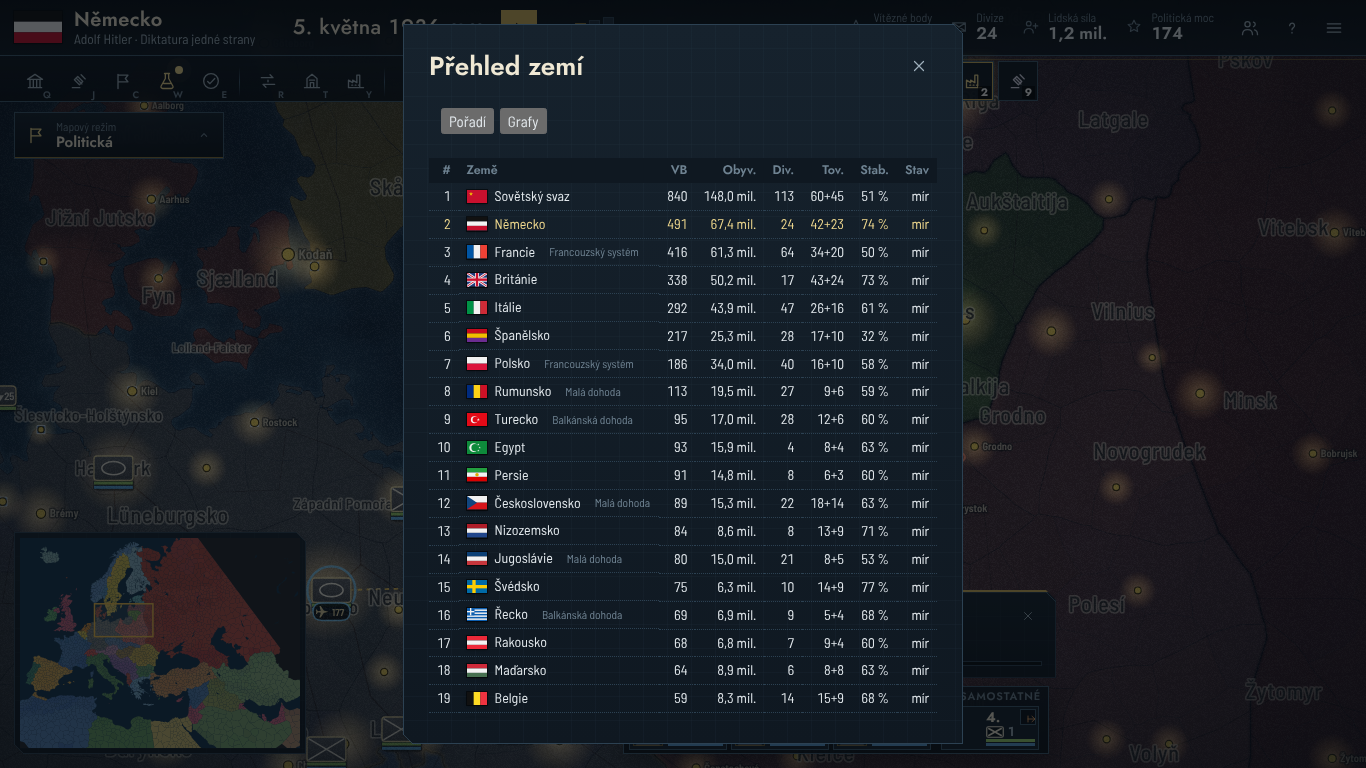 Německo
Adolf Hitler · Diktatura jedné strany
5. května 1936
Vítězné body
Divize
24
Lidská síla
1,2 mil.
Politická moc
174
?
Q
J
C
W
E
R
T
Y
2
9
Mapový režim
Politická
Přehled zemí
Pořadí
Grafy
# Země VB Obyv. Div. Tov. Stab. Stav
1 Sovětský svaz 840 148,0 mil. 113 60+45 51 % mír
2 Německo 491 67,4 mil. 24 42+23 74 % mír
3 Francie Francouzský systém 416 61,3 mil. 64 34+20 50 % mír
4 Británie 338 50,2 mil. 17 43+24 73 % mír
5 Itálie 292 43,9 mil. 47 26+16 61 % mír
6 Španělsko 217 25,3 mil. 28 17+10 32 % mír
7 Polsko Francouzský systém 186 34,0 mil. 40 16+10 58 % mír
8 Rumunsko Malá dohoda 113 19,5 mil. 27 9+6 59 % mír
9 Turecko Balkánská dohoda 95 17,0 mil. 28 12+6 60 % mír
10 Egypt 93 15,9 mil. 4 8+4 63 % mír
11 Persie 91 14,8 mil. 8 6+3 60 % mír
12 Československo Malá dohoda 89 15,3 mil. 22 18+14 63 % mír
13 Nizozemsko 84 8,6 mil. 8 13+9 71 % mír
14 Jugoslávie Malá dohoda 80 15,0 mil. 21 8+5 53 % mír
15 Švédsko 75 6,3 mil. 10 14+9 77 % mír
16 Řecko Balkánská dohoda 69 6,9 mil. 9 5+4 68 % mír
17 Rakousko 68 6,8 mil. 7 9+4 60 % mír
18 Maďarsko 64 8,9 mil. 6 8+8 63 % mír
19 Belgie 59 8,3 mil. 14 15+9 68 % mír
Aalborg
Aarhus
Jižní Jutsko
Kodaň
Sjælland
Fyn
Lolland-Falster
Kiel
Šlesvicko-Holštýnsko
Rostock
Brémy
Lüneburgsko
177
Pskov
Latgale
Aukštaitija
Vitebsk
Vilnius
Minsk
Grodno
Grodno
Novogrudek
Bobrujsk
Polesí
Žytomyr
Volyň
SAMOSTATNÉ
4.
1